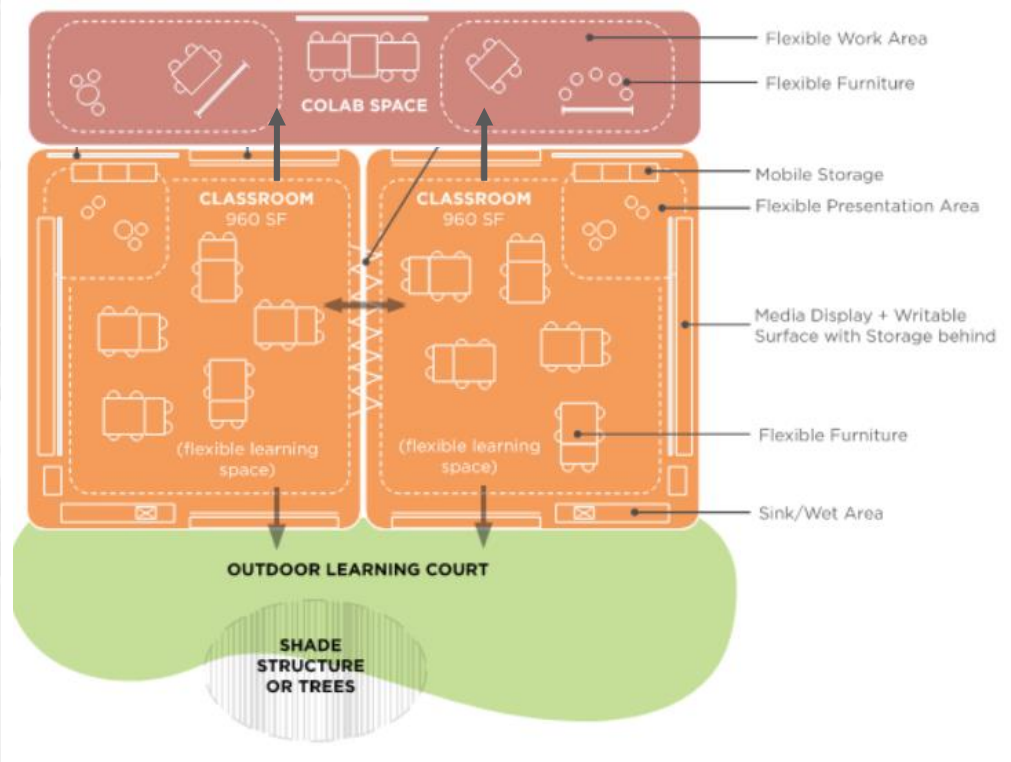 Flexible Work Area
Flexible Furniture
COLAB SPACE
CLASSROOM
960 SF
CLASSROOM
960 SF
Mobile Storage
Flexible Presentation Area
Media Display + Writable
Surface with Storage behind
(flexible learning
space)
(flexible learning
space)
Flexible Furniture
Sink/Wet Area
OUTDOOR LEARNING COURT
SHADE
STRUCTURE
OR TREES